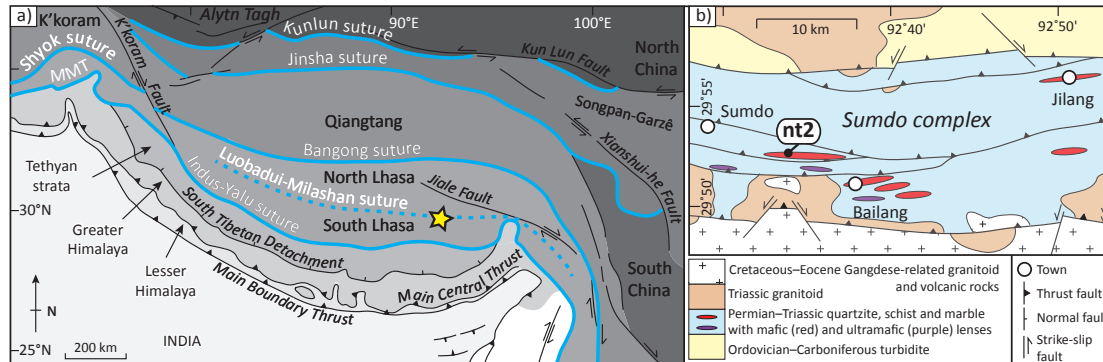 a)
K'koram
Alytn Tagh
90°E
100°E
Shyok suture
MMT
K'koram Fault
Kunlun suture
Kun Lun Fault
North
China
Jinsha suture
Songpan-Garzê
Qiangtang
Xianshui-he Fault
Bangong suture
Tethyan
strata
Luobadui-Milashan suture
North Lhasa
Jiale Fault
Indus-Yalu suture
South Lhasa
30°N
South Tibetan Detachment
Greater
Himalaya
Lesser
Himalaya
Main Central Thrust
Main Boundary Thrust
South
China
N
INDIA
200 km
25°N
b)
10 km
92°40'
92°50'
29°55'
Jilang
Sumdo
Sumdo complex
nt2
29°50'
Bailang
Cretaceous–Eocene Gangdese-related granitoid
and volcanic rocks
Triassic granitoid
Permian–Triassic quartzite, schist and marble
with mafic (red) and ultramafic (purple) lenses
Ordovician–Carboniferous turbidite
Town
Thrust fault
Normal fault
Strike-slip
fault